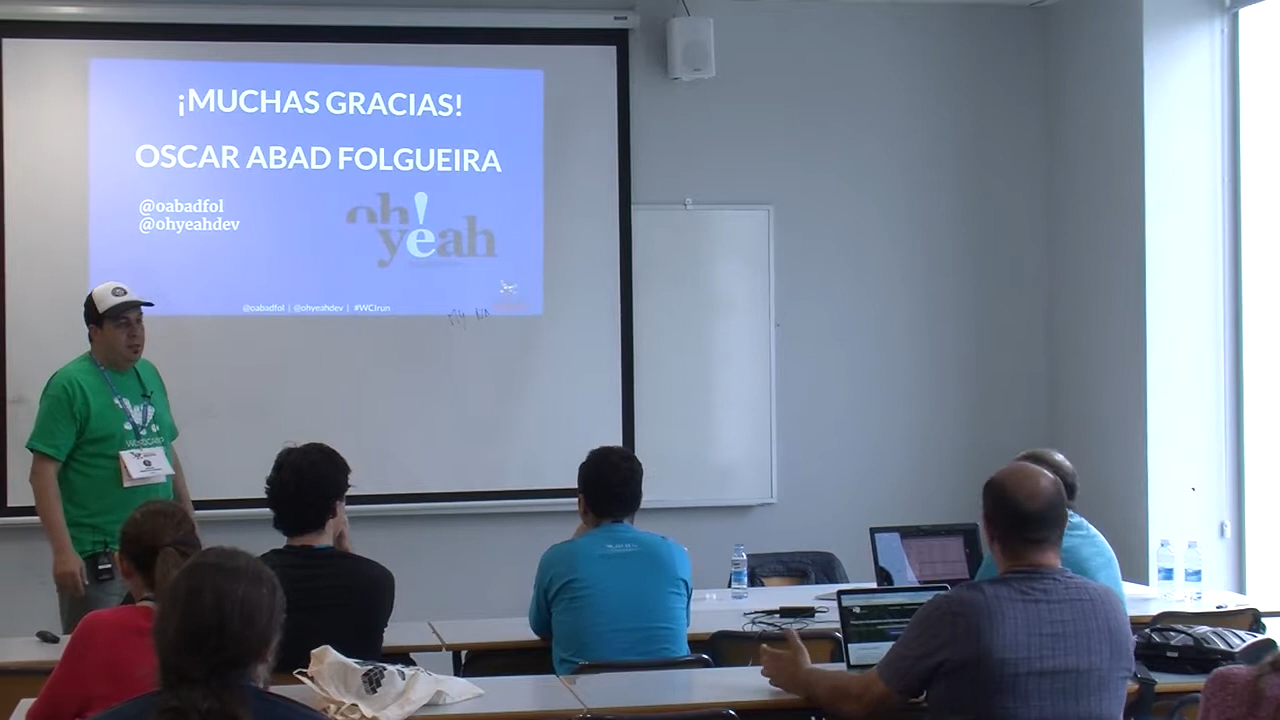 ¡MUCHAS GRACIAS!
OSCAR ABAD FOLGUEIRA
@oabadfol
@ohyeahdev
oh!
yeah
@oabadfol | @ohyeahdev | #WCIrun